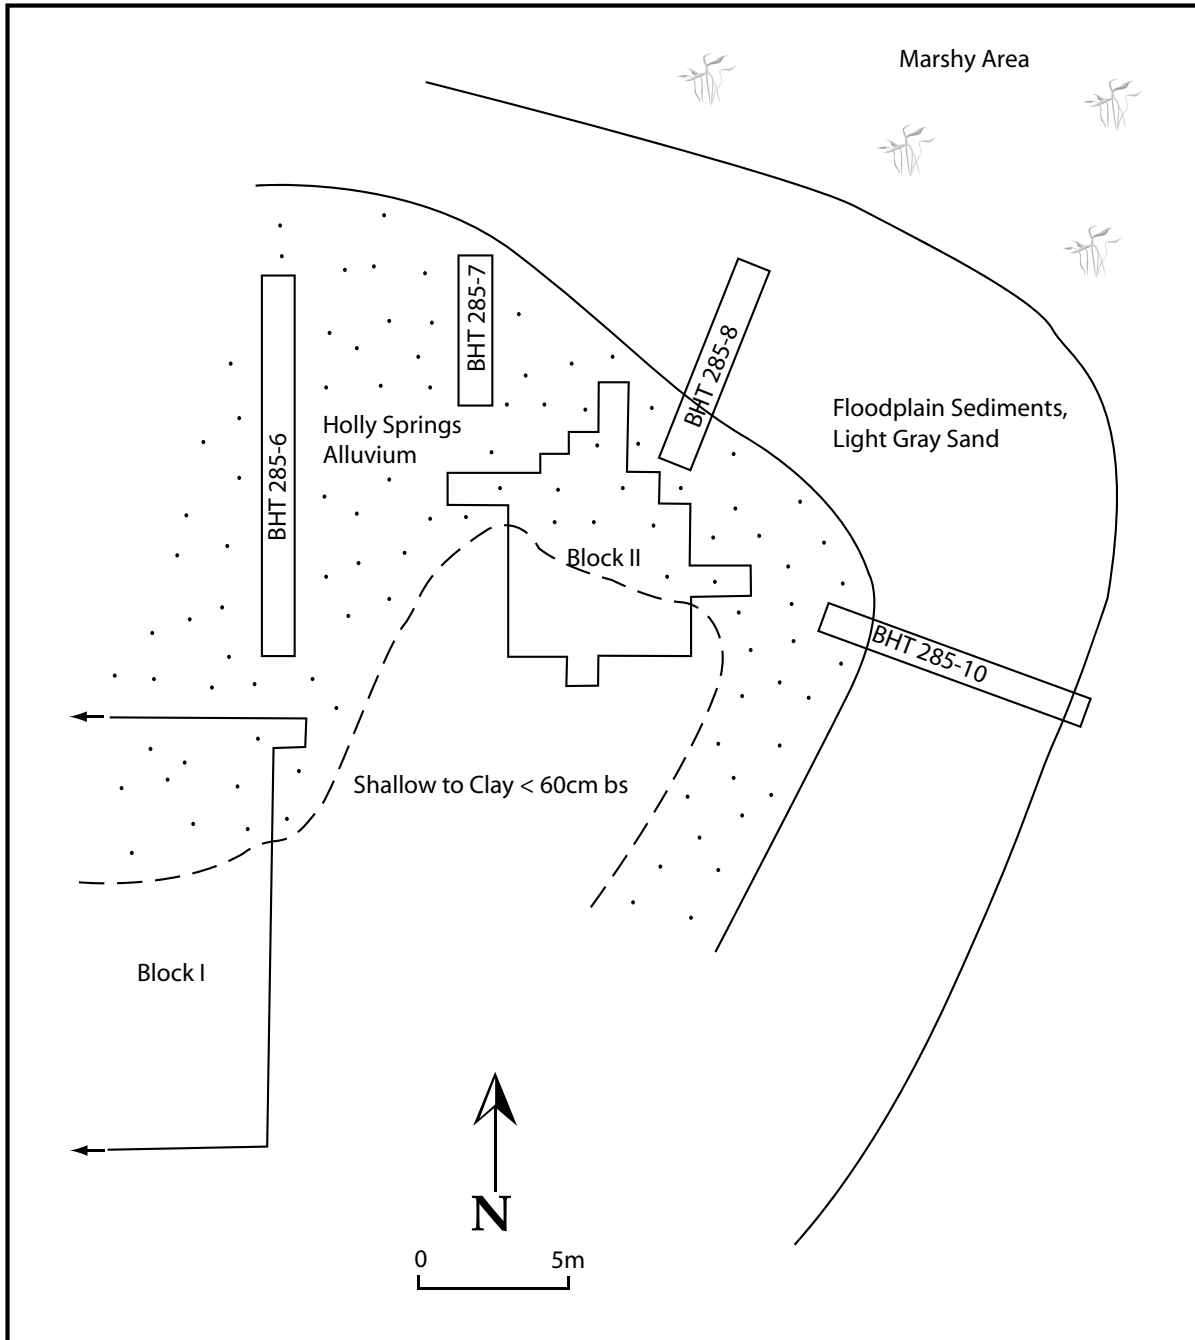 Marshy Area
BHT 285-7
BHT 285-8
Floodplain Sediments,
Light Gray Sand
Holly Springs
Alluvium
BHT 285-6
Block II
BHT 285-10
Shallow to Clay < 60cm bs
Block I
N
0 5m